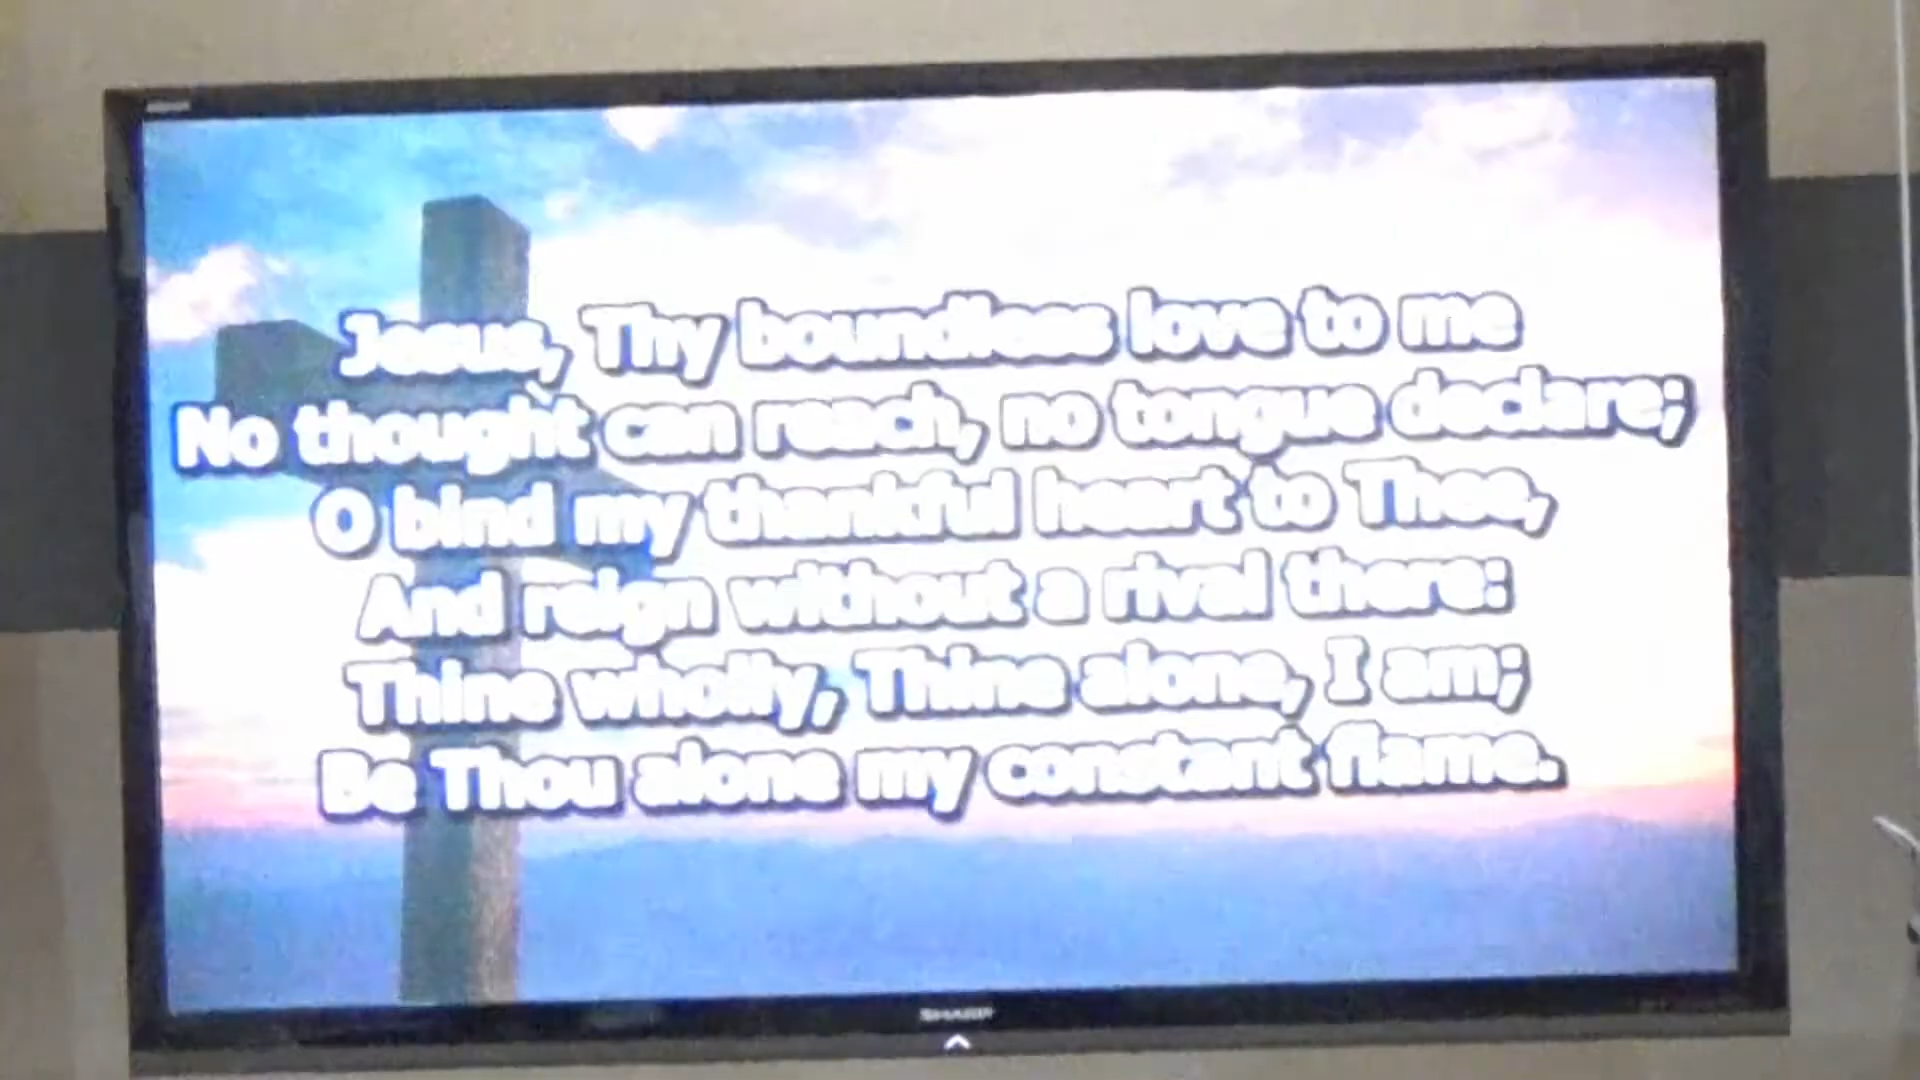 Jesus, Thy boundless love to me
No thought can reach, no tongue declare;
O bind my thankful heart to Thee,
And reign without a rival there:
Thine wholly, Thine alone, I am;
Be Thou alone my constant flame.
SHARP